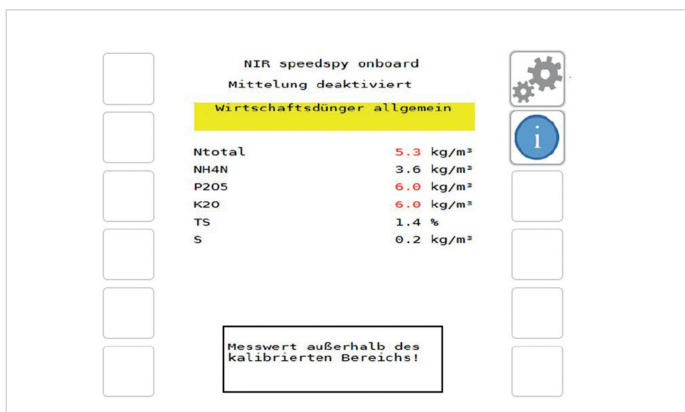 NIR speedspy onboard
Mittelung deaktiviert
Wirtschaftsdünger allgemein
Ntotal 5.3 kg/m³
NH4N 3.6 kg/m³
P2O5 6.0 kg/m³
K2O 6.0 kg/m³
TS 1.4 %
S 0.2 kg/m³
Messwert außerhalb des
kalibrierten Bereichs!
i